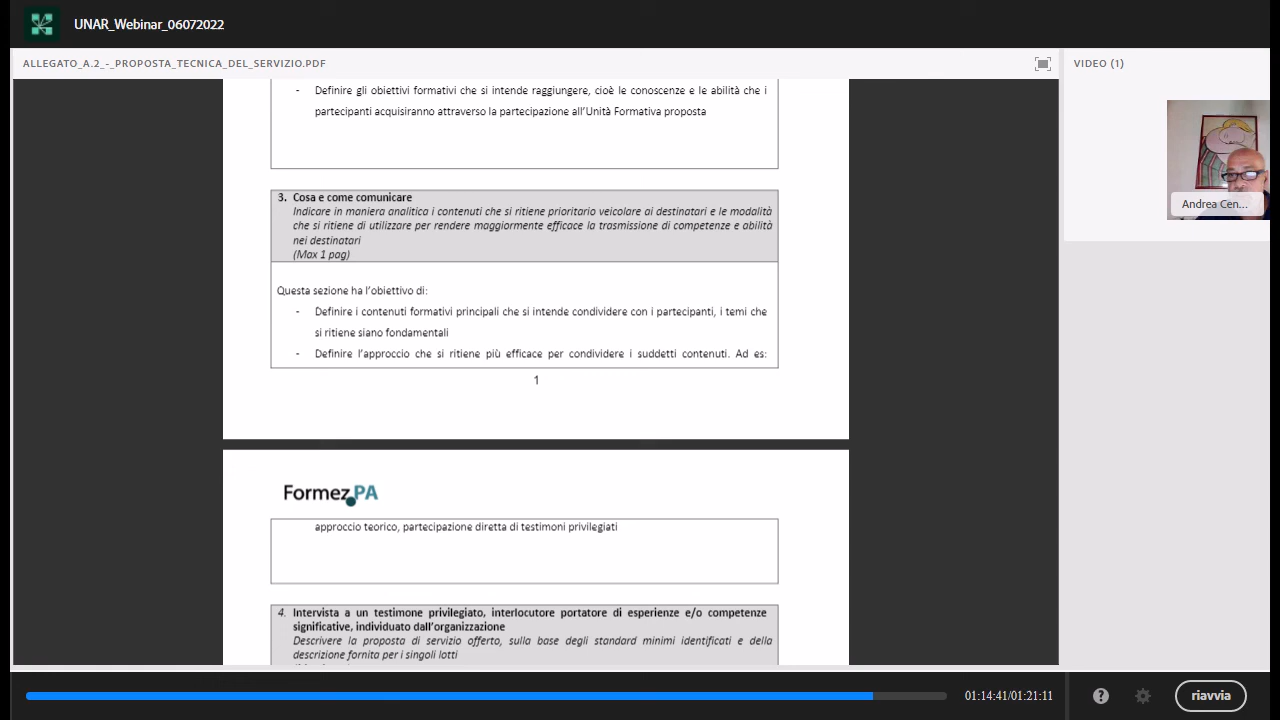 UNAR_Webinar_06072022
ALLEGATO_A.2_-_PROPOSTA_TECNICA_DEL_SERVIZIO.PDF
VIDEO (1)
- Definire gli obiettivi formativi che si intende raggiungere, cioè le conoscenze e le abilità che i
partecipanti acquisiranno attraverso la partecipazione all'Unità Formativa proposta
3. Cosa e come comunicare
Indicare in maniera analitica i contenuti che si ritiene prioritario veicolare ai destinatari e le modalità
che si ritiene di utilizzare per rendere maggiormente efficace la trasmissione di competenze e abilità
nei destinatari
(Max 1 pag)
Questa sezione ha l'obiettivo di:
- Definire i contenuti formativi principali che si intende condividere con i partecipanti, i temi che
si ritiene siano fondamentali
- Definire l'approccio che si ritiene più efficace per condividere i suddetti contenuti. Ad es:
1
Formez PA
approccio teorico, partecipazione diretta di testimoni privilegiati
4. Intervista a un testimone privilegiato, interlocutore portatore di esperienze e/o competenze
significative, individuato dall'organizzazione
Descrivere la proposta di servizio offerto, sulla base degli standard minimi identificati e della
descrizione fornita per i singoli lotti
Andrea Cen...
01:14:41/01:21:11
?
riavvia